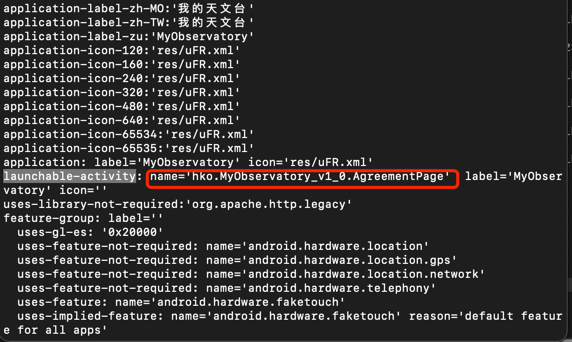 application-label-zh-MO:'我的天文台'
application-label-zh-TW:'我的天文台'
application-label-zu:'MyObservatory'
application-icon-120:'res/uFR.xml'
application-icon-160:'res/uFR.xml'
application-icon-240:'res/uFR.xml'
application-icon-320:'res/uFR.xml'
application-icon-480:'res/uFR.xml'
application-icon-640:'res/uFR.xml'
application-icon-65534:'res/uFR.xml'
application-icon-65535:'res/uFR.xml'
application: label='MyObservatory' icon='res/uFR.xml'
launchable-activity: name='hko.MyObservatory_v1_0.AgreementPage'  label='MyObser
vatory' icon=''
uses-library-not-required:'org.apache.http.legacy'
feature-group: label=''
  uses-gl-es: '0x20000'
  uses-feature-not-required: name='android.hardware.location'
  uses-feature-not-required: name='android.hardware.location.gps'
  uses-feature-not-required: name='android.hardware.location.network'
  uses-feature-not-required: name='android.hardware.telephony'
  uses-feature: name='android.hardware.faketouch'
  uses-implied-feature: name='android.hardware.faketouch' reason='default featur
e for all apps'